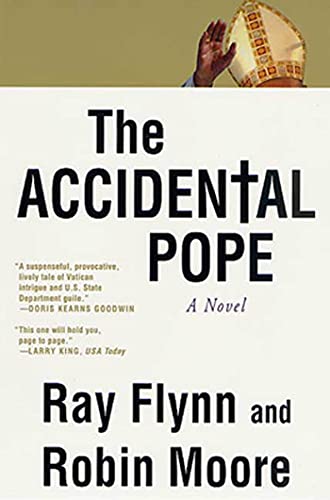 The
ACCIDENTAL
POPE
A Novel
"A suspenseful, provocative,
lively tale of Vatican
intrigue and U.S. State
Department guile."
—DORIS KEARNS GOODWIN
"This one will hold you,
page to page."
—LARRY KING, USA Today
Ray Flynn and
Robin Moore